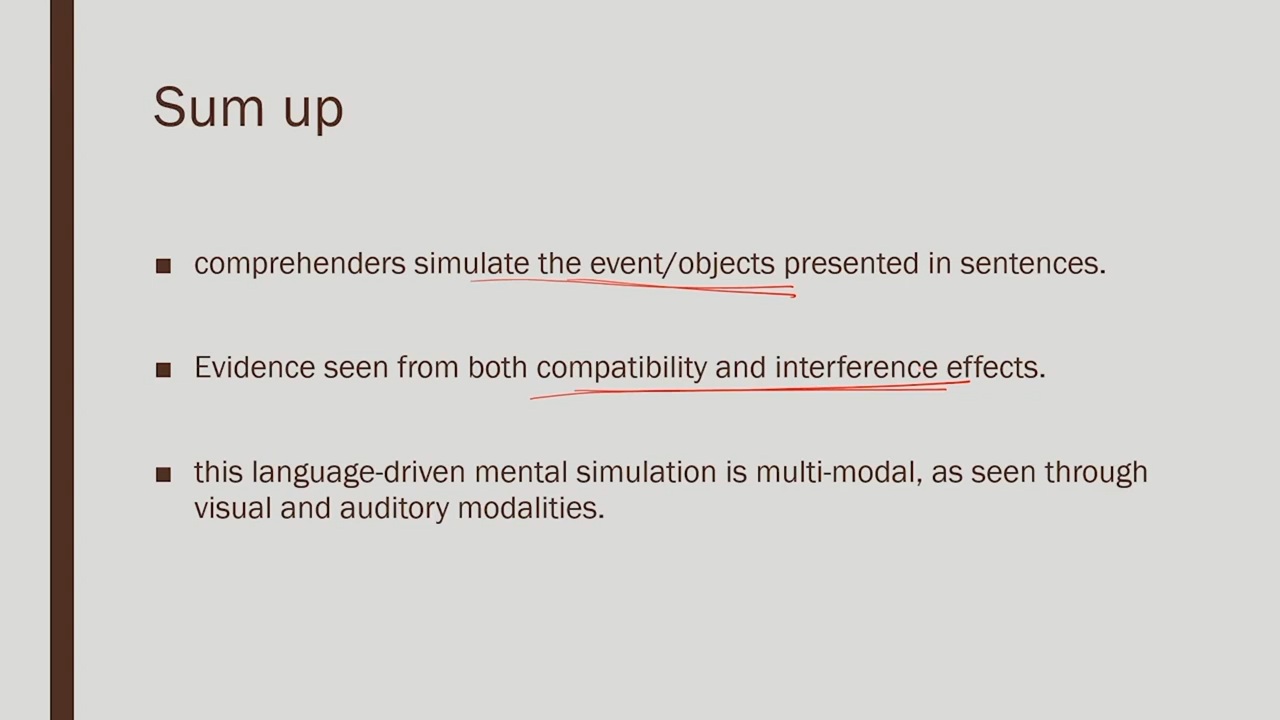 Sum up
■ comprehenders simulate the event/objects presented in sentences.
■ Evidence seen from both compatibility and interference effects.
■ this language-driven mental simulation is multi-modal, as seen through
visual and auditory modalities.